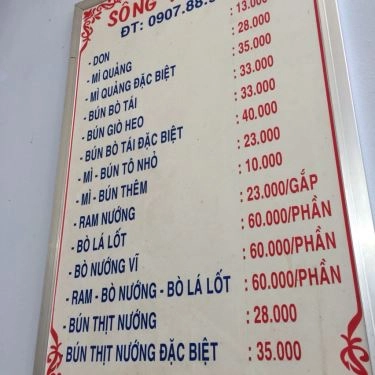 SÔNG
ĐT: 0907.88.
- DON : 13.000
- MÌ QUẢNG : 28.000
- MÌ QUẢNG ĐẶC BIỆT : 35.000
- BÚN BÒ TÁI : 33.000
- BÚN GIÒ HEO : 33.000
- BÚN BÒ TÁI ĐẶC BIỆT : 40.000
- MÌ - BÚN TÔ NHỎ : 23.000
- MÌ - BÚN THÊM : 10.000
- RAM NƯỚNG : 23.000/GẮP
- BÒ LÁ LỐT : 60.000/PHẦN
- BÒ NƯỚNG VĨ : 60.000/PHẦN
- RAM - BÒ NƯỚNG - BÒ LÁ LỐT : 60.000/PHẦN
- BÚN THỊT NƯỚNG : 28.000
- BÚN THỊT NƯỚNG ĐẶC BIỆT : 35.000